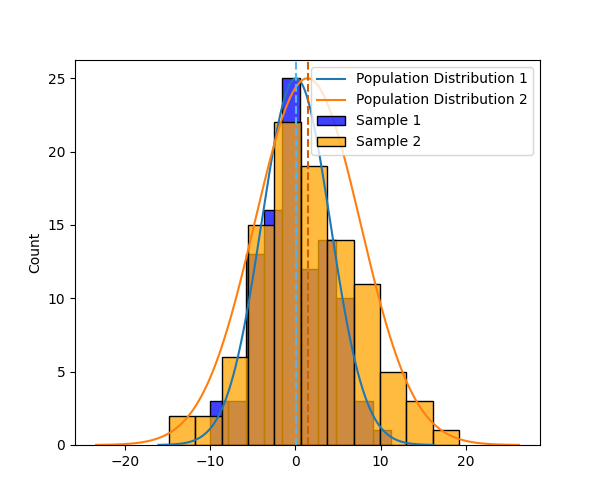 Population Distribution 1
Population Distribution 2
Sample 1
Sample 2
25
20
15
10
5
0
Count
−20
−10
0
10
20